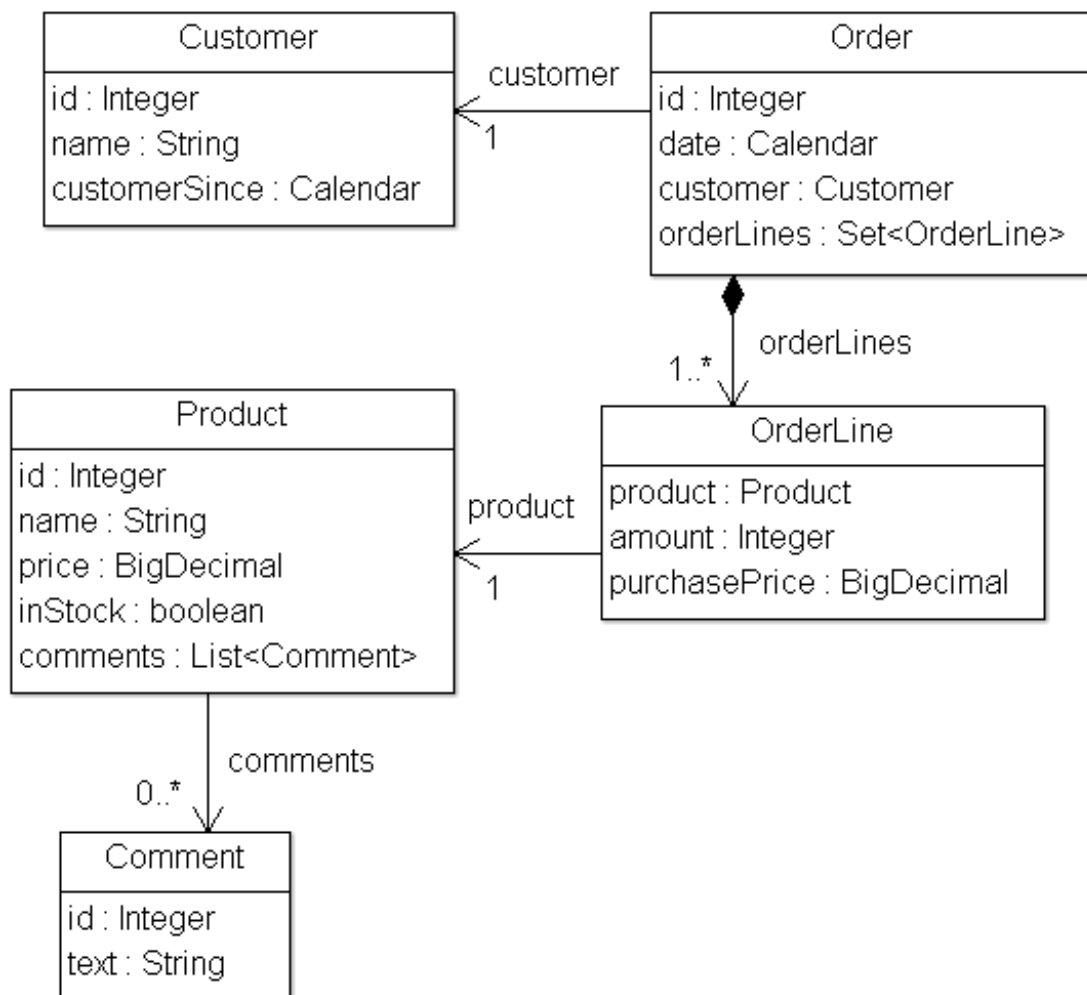 Customer
id : Integer
name : String
customerSince : Calendar
customer
1
Order
id : Integer
date : Calendar
customer : Customer
orderLines : Set<OrderLine>
orderLines
1..*
Product
id : Integer
name : String
price : BigDecimal
inStock : boolean
comments : List<Comment>
product
1
OrderLine
product : Product
amount : Integer
purchasePrice : BigDecimal
comments
0..*
Comment
id : Integer
text : String